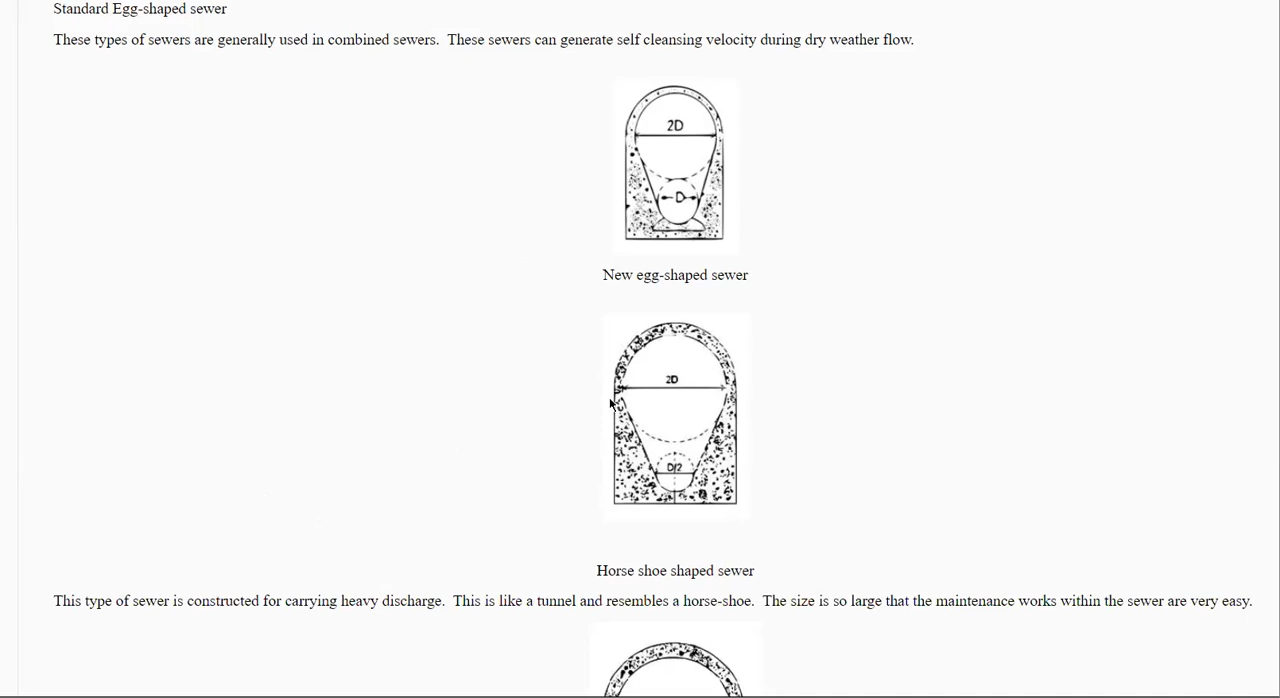 Standard Egg-shaped sewer
These types of sewers are generally used in combined sewers.  These sewers can generate self cleansing velocity during dry weather flow.
2D
D
New egg-shaped sewer
2D
D/2
Horse shoe shaped sewer
This type of sewer is constructed for carrying heavy discharge.  This is like a tunnel and resembles a horse-shoe.  The size is so large that the maintenance works within the sewer are very easy.